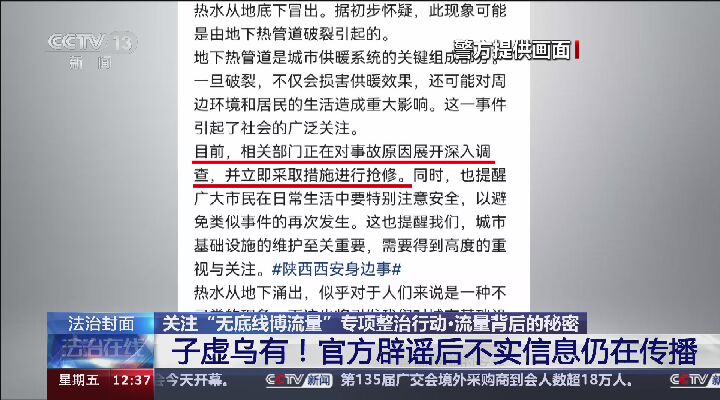 热水从地底下冒出。据初步怀疑，此现象可能
CCTV 13
新闻
是由地下热管道破裂引起的。
警方提供画面
地下热管道是城市供暖系统的关键组成部分。
一旦破裂，不仅会损害供暖效果，还可能对周
边环境和居民的生活造成重大影响。这一事件
引起了社会的广泛关注。
目前，相关部门正在对事故原因展开深入调
查，并立即采取措施进行抢修。同时，也提醒
广大市民在日常生活中要特别注意安全，以避
免类似事件的再次发生。这也提醒我们，城市
基础设施的维护至关重要，需要得到高度的重
视与关注。#陕西西安身边事#
热水从地下涌出，似乎对于人们来说是一种不
法治封面
关注“无底线博流量”专项整治行动·流量背后的秘密
法治在线
子虚乌有！官方辟谣后不实信息仍在传播
星期五 12:37
会今天开幕。 CCTV新闻 第135届广交会境外采购商到会人数超18万人。 CCTV新闻